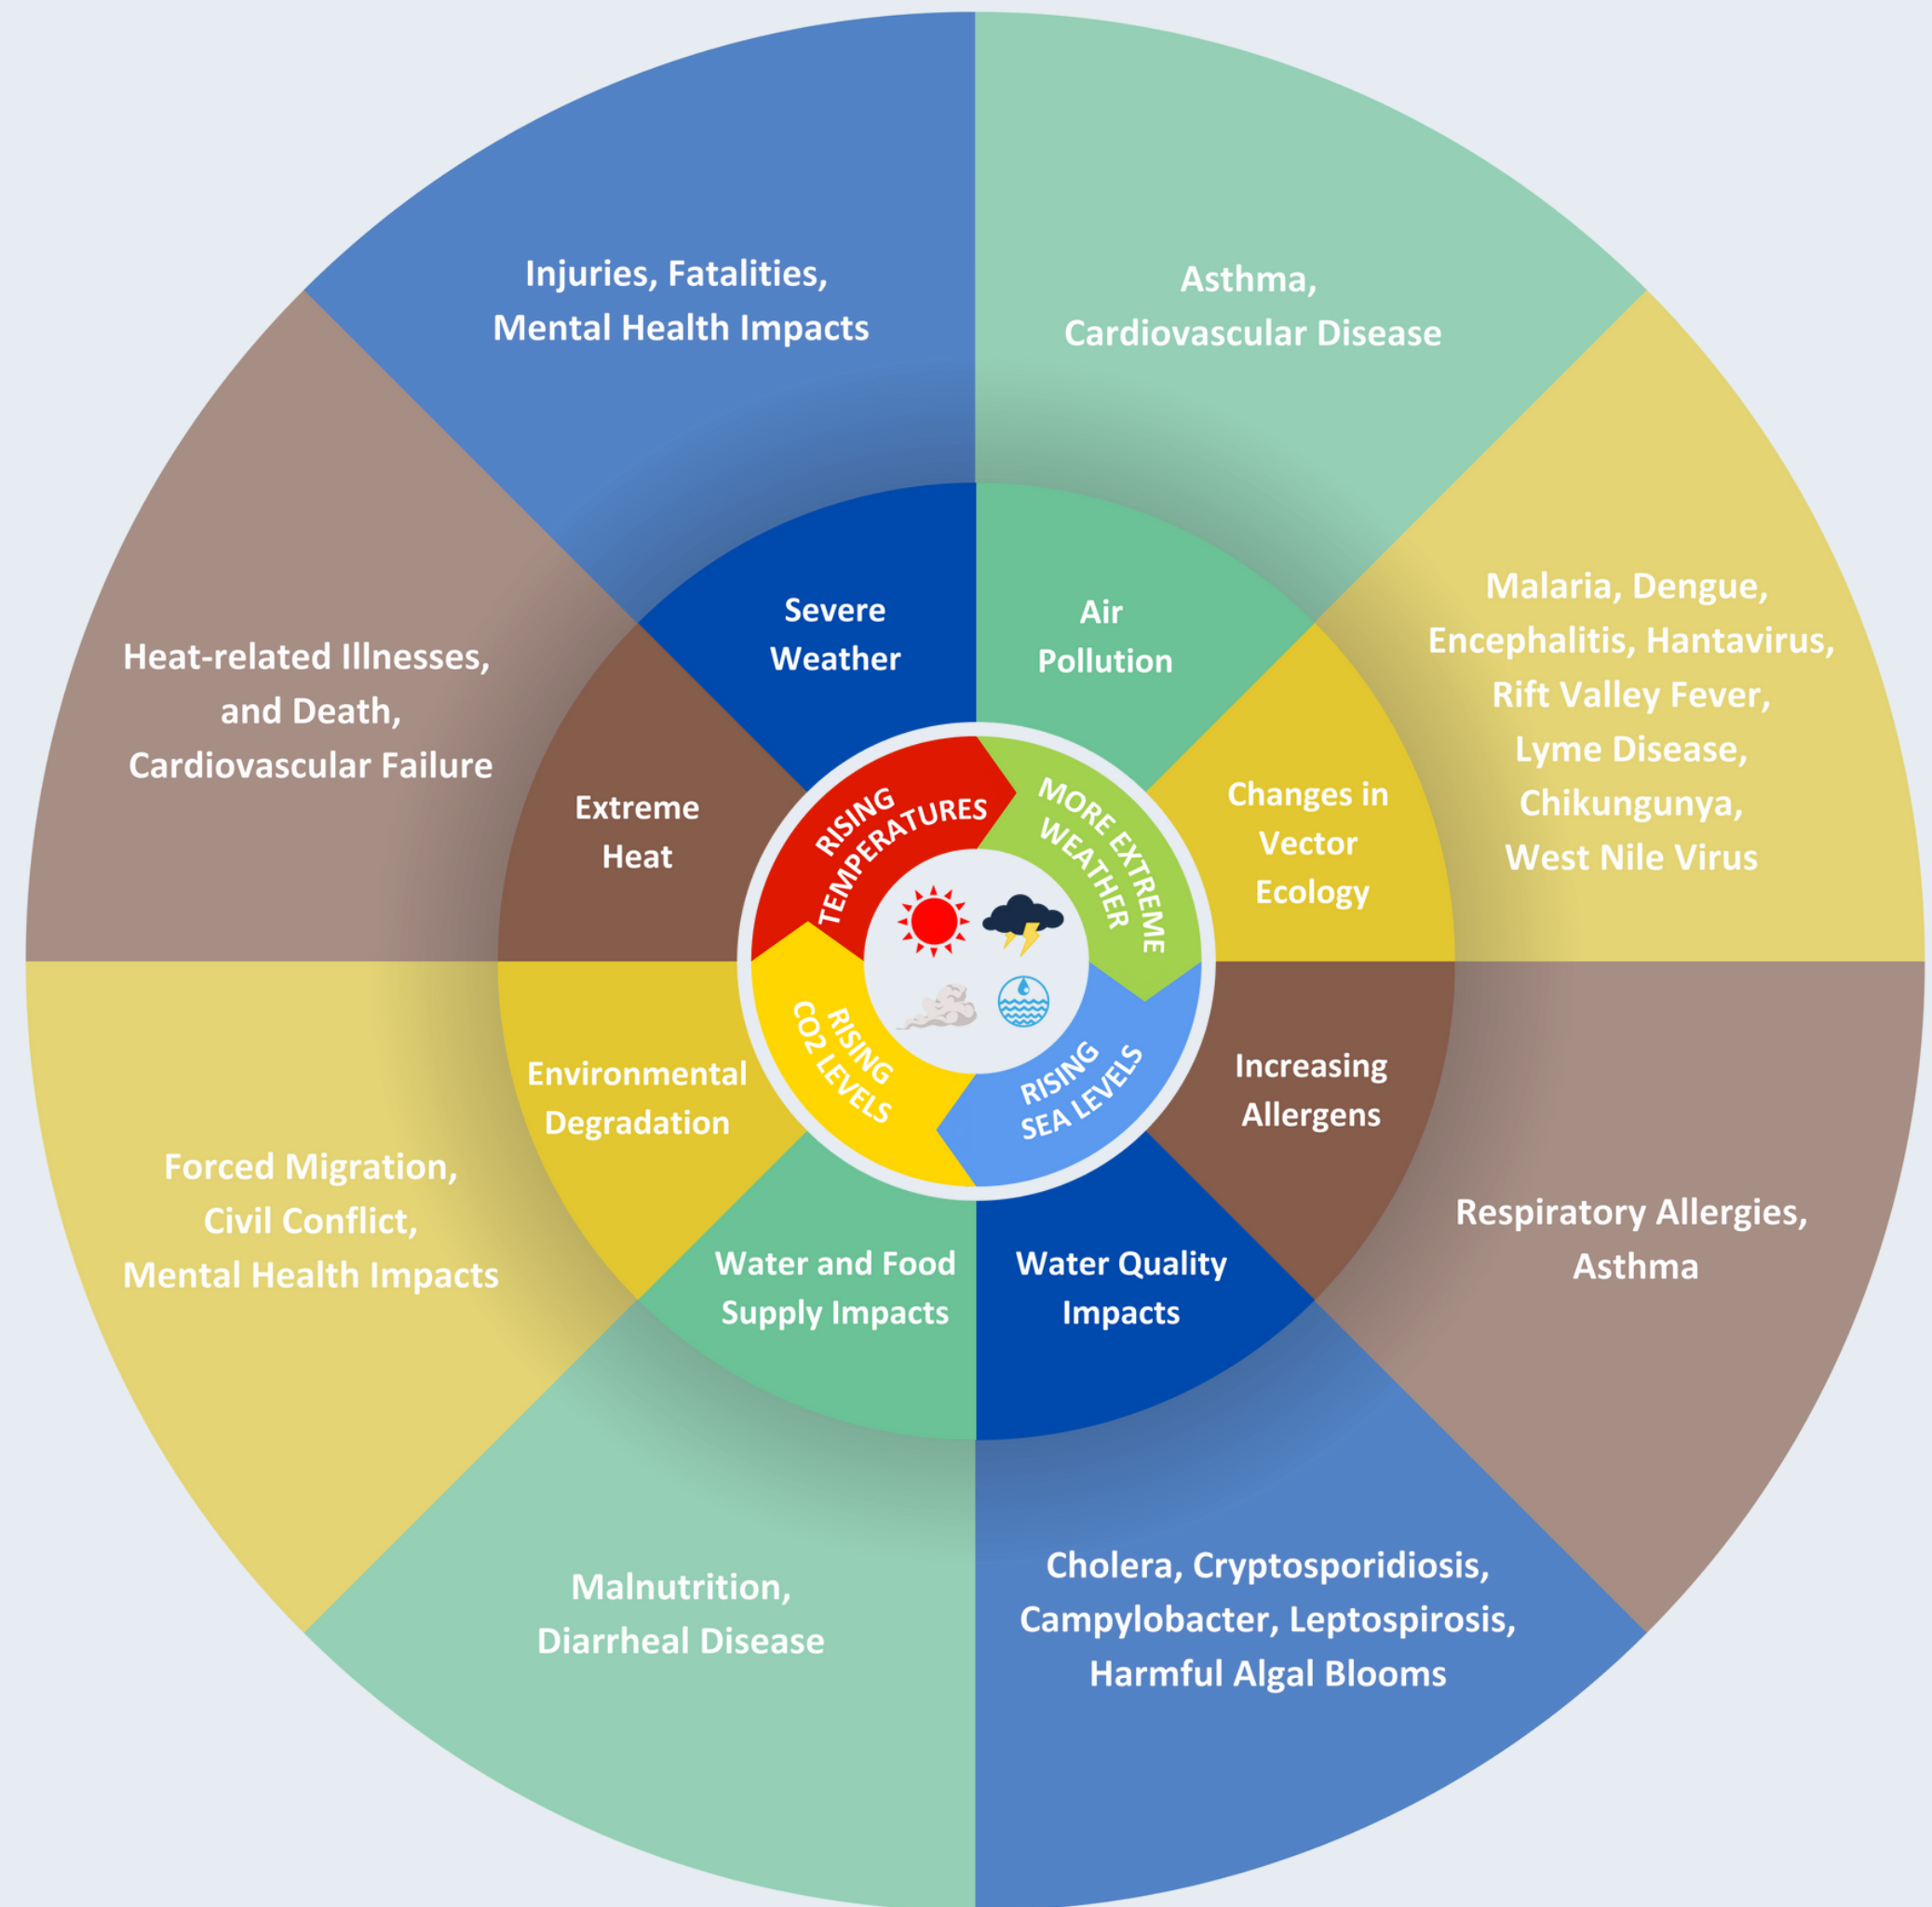 Injuries, Fatalities,
Mental Health Impacts
Asthma,
Cardiovascular Disease
Malaria, Dengue,
Encephalitis, Hantavirus,
Rift Valley Fever,
Lyme Disease,
Chikungunya,
West Nile Virus
Respiratory Allergies,
Asthma
Cholera, Cryptosporidiosis,
Campylobacter, Leptospirosis,
Harmful Algal Blooms
Malnutrition,
Diarrheal Disease
Forced Migration,
Civil Conflict,
Mental Health Impacts
Heat-related Illnesses,
and Death,
Cardiovascular Failure
Severe
Weather
Air
Pollution
Changes in
Vector
Ecology
Increasing
Allergens
Water Quality
Impacts
Water and Food
Supply Impacts
Environmental
Degradation
Extreme
Heat
RISING
TEMPERATURES
MORE EXTREME
WEATHER
RISING
SEA LEVELS
RISING
CO2 LEVELS